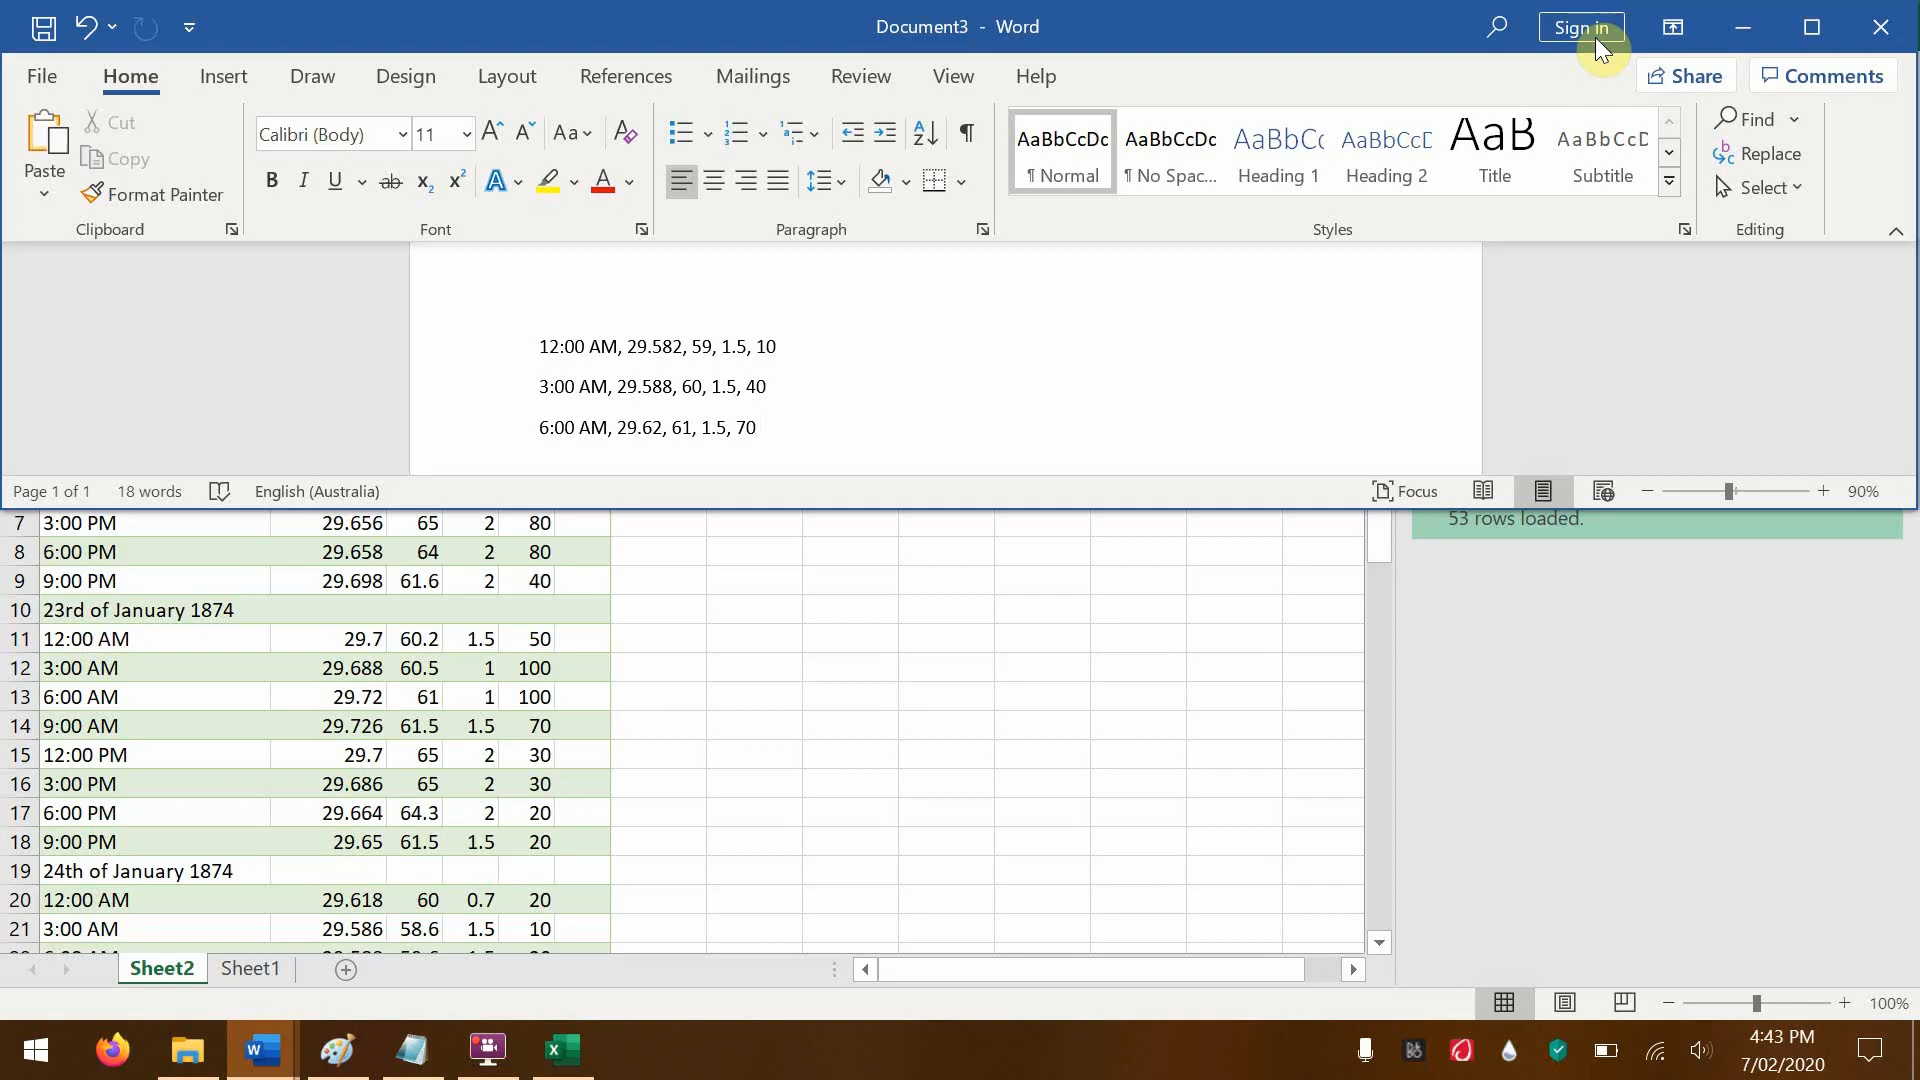 Document3 - Word
Sign in
File Home Insert Draw Design Layout References Mailings Review View Help
Share Comments
Paste
Cut
Copy
Format Painter
Clipboard
Calibri (Body) 11
Font
Paragraph
AaBbCcDc AaBbCcDc AaBbCc AaBbCcD AaB AaBbCcD
¶ Normal ¶ No Spac... Heading 1 Heading 2 Title Subtitle
Styles
Find
Replace
Select
Editing
12:00 AM, 29.582, 59, 1.5, 10
3:00 AM, 29.588, 60, 1.5, 40
6:00 AM, 29.62, 61, 1.5, 70
Page 1 of 1 18 words English (Australia) Focus 90%
7 3:00 PM 29.656 65 2 80
53 rows loaded.
8 6:00 PM 29.658 64 2 80
9 9:00 PM 29.698 61.6 2 40
10 23rd of January 1874
11 12:00 AM 29.7 60.2 1.5 50
12 3:00 AM 29.688 60.5 1 100
13 6:00 AM 29.72 61 1 100
14 9:00 AM 29.726 61.5 1.5 70
15 12:00 PM 29.7 65 2 30
16 3:00 PM 29.686 65 2 30
17 6:00 PM 29.664 64.3 2 20
18 9:00 PM 29.65 61.5 1.5 20
19 24th of January 1874
20 12:00 AM 29.618 60 0.7 20
21 3:00 AM 29.586 58.6 1.5 10
Sheet2 Sheet1
100%
4:43 PM
7/02/2020